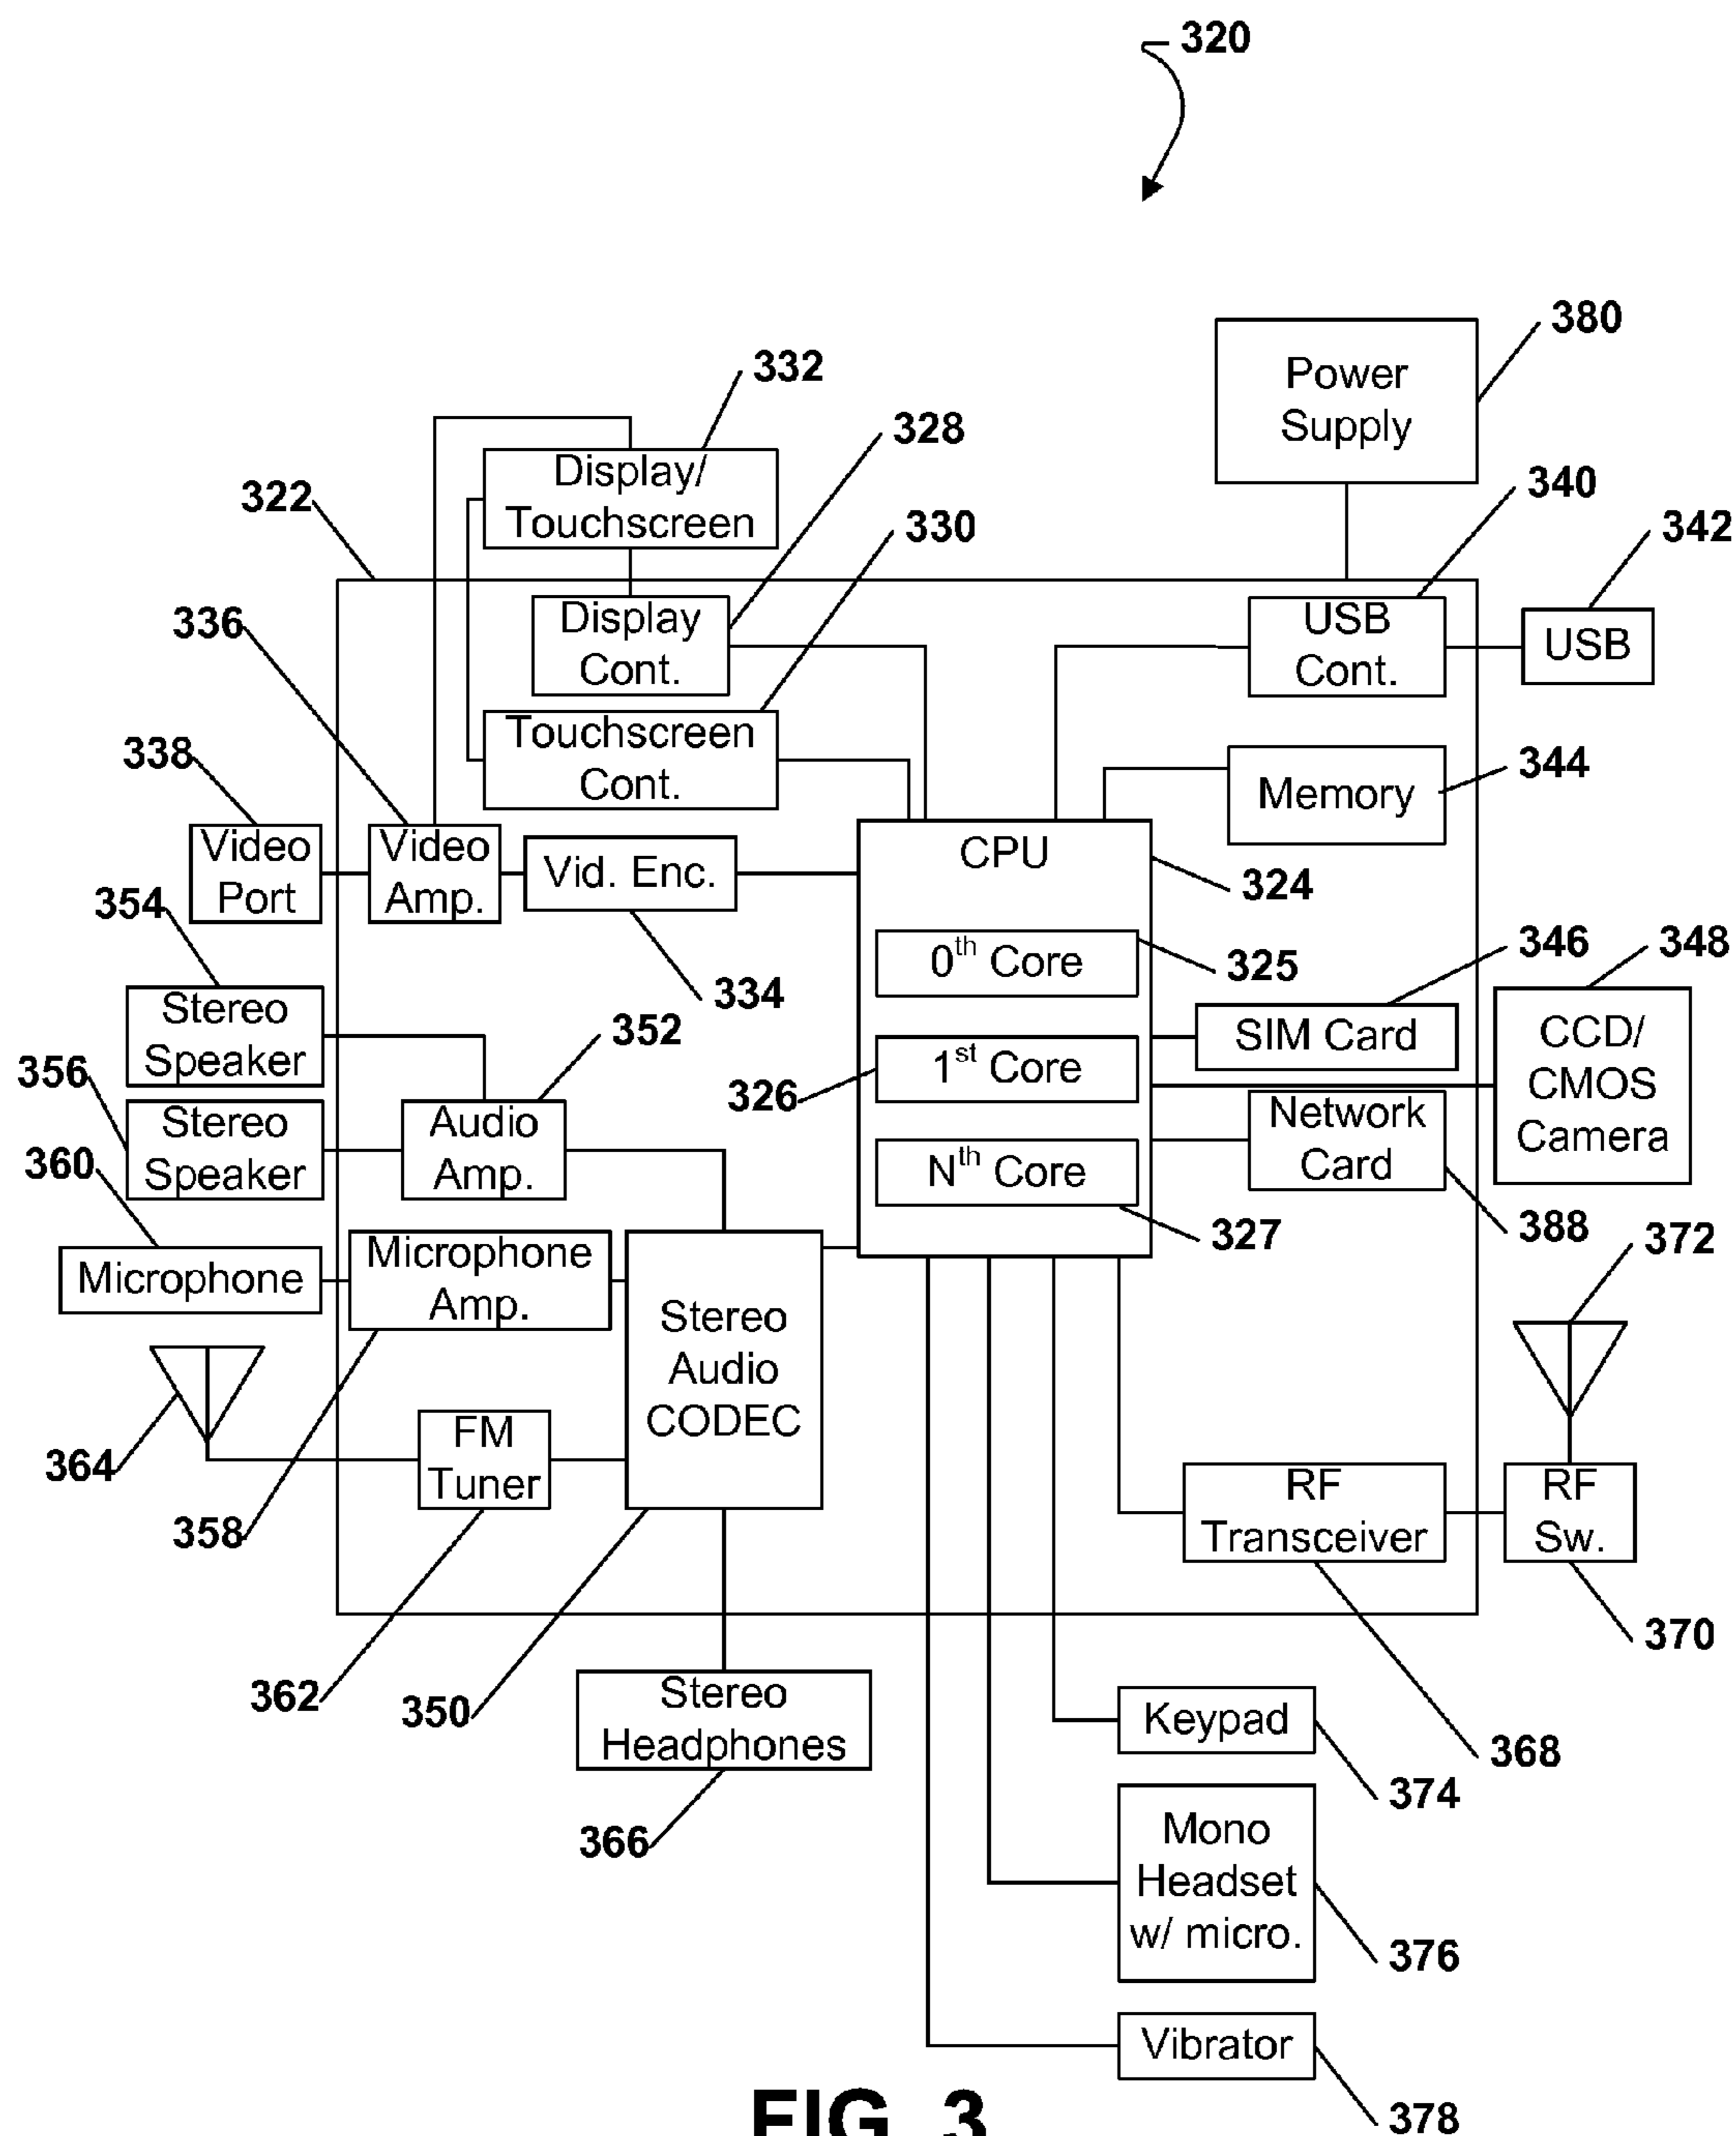 320
380
Power
Supply
332
328
Display/
Touchscreen
322
340
330
342
Display
Cont.
USB
Cont.
USB
336
Touchscreen
Cont.
338
344
Memory
Video
Port
Video
Amp.
Vid. Enc.
CPU
324
354
0th Core
325
346
348
334
Stereo
Speaker
352
SIM Card
CCD/
CMOS
Camera
356
1st Core
326
Stereo
Speaker
Audio
Amp.
Network
Card
360
Nth Core
327
388
372
Microphone
Microphone
Amp.
Stereo
Audio
CODEC
364
FM
Tuner
RF
Transceiver
RF
Sw.
358
370
362
350
Stereo
Headphones
Keypad
368
374
366
Mono
Headset
w/ micro.
376
Vibrator
378
FIG. 3